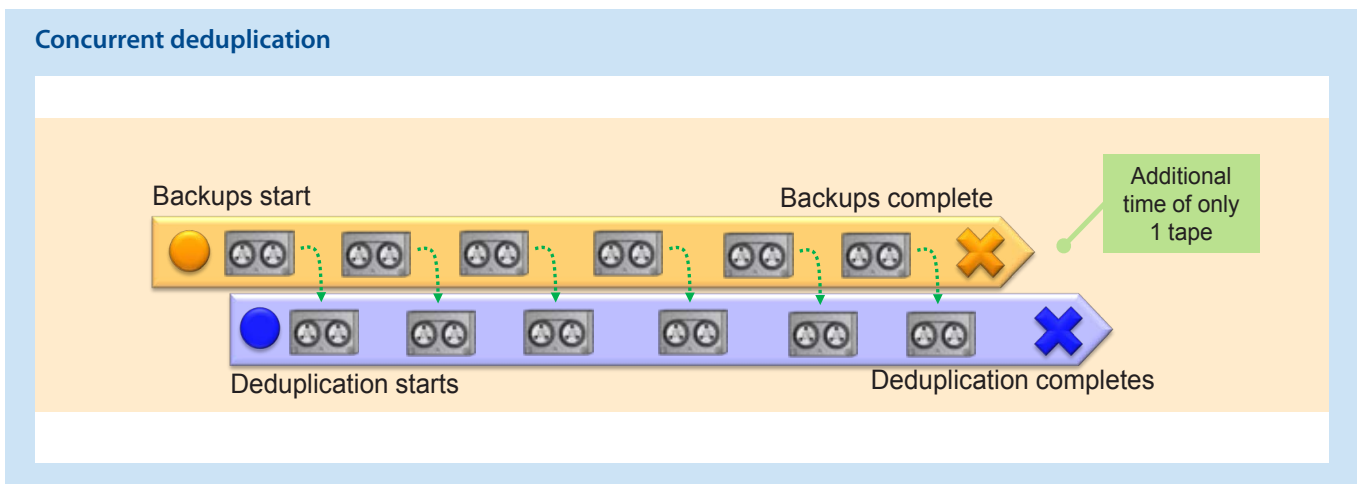 Concurrent deduplication
Backups start
Backups complete
Additional
time of only
1 tape
Deduplication starts
Deduplication completes